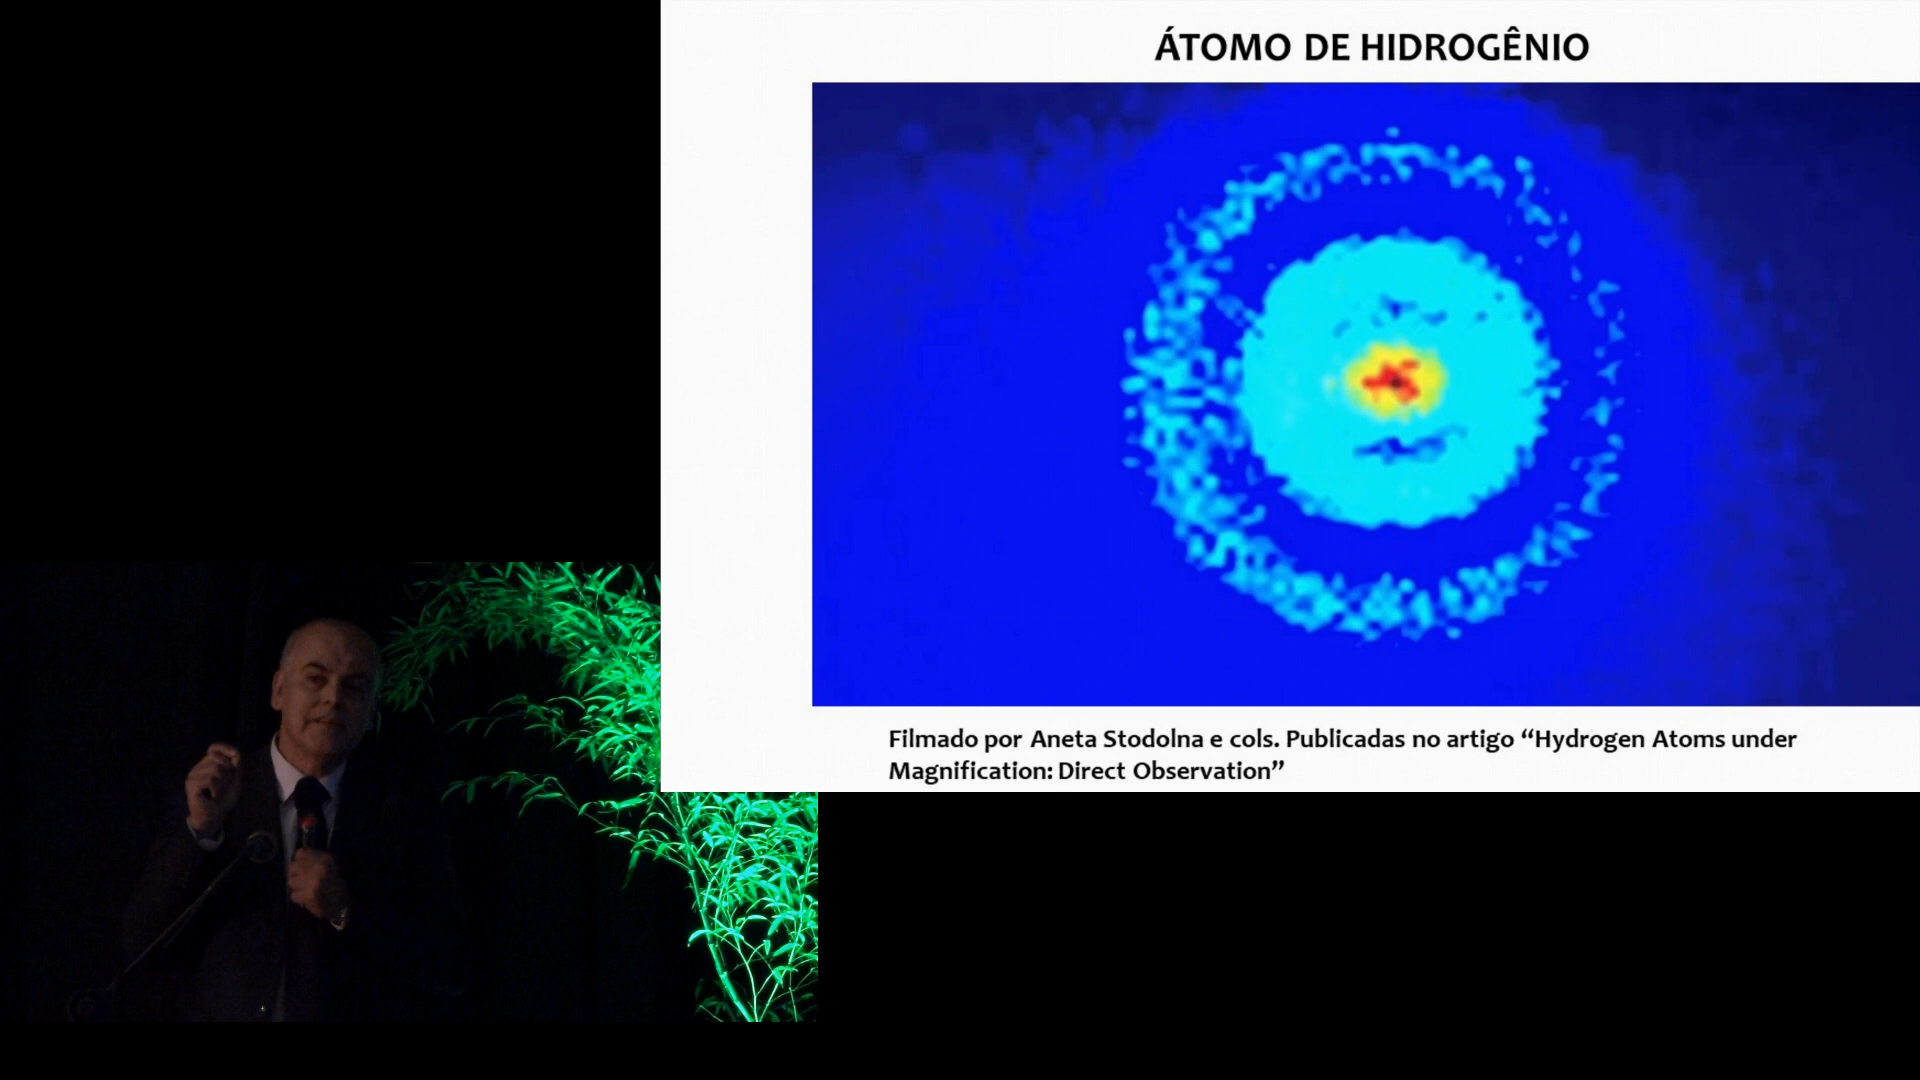 ÁTOMO DE HIDROGÊNIO
Filmado por Aneta Stodolna e cols. Publicadas no artigo “Hydrogen Atoms under
Magnification: Direct Observation”